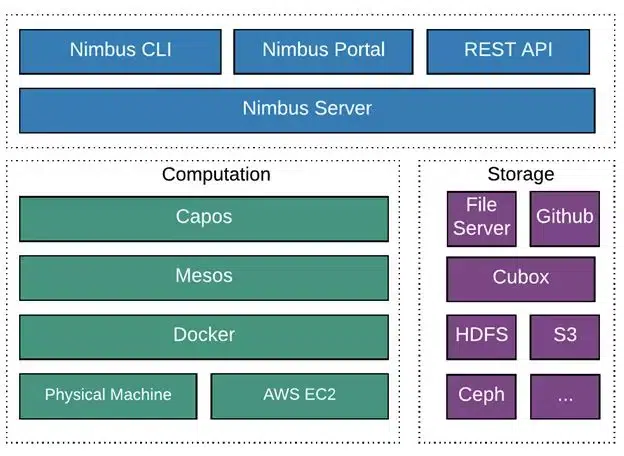 Nimbus CLI
Nimbus Portal
REST API
Nimbus Server
Computation
Capos
Mesos
Docker
Physical Machine
AWS EC2
Storage
File
Server
Github
Cubox
HDFS
S3
Ceph
...